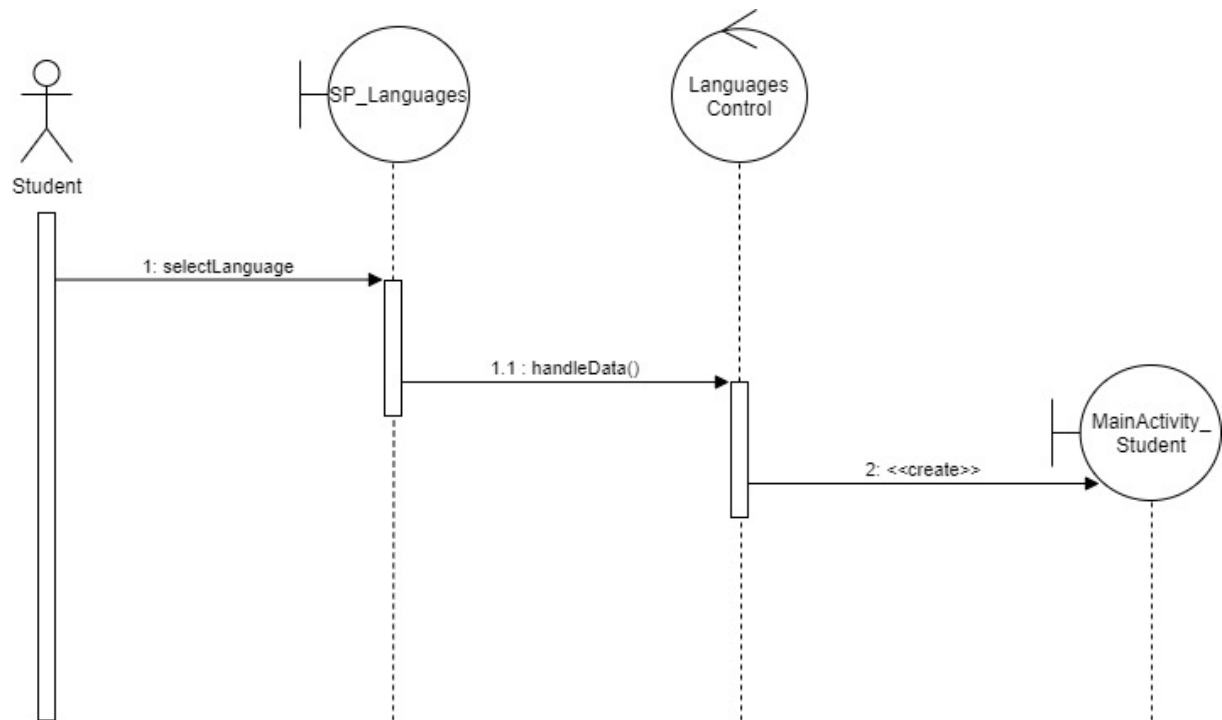 SP_Languages
Languages
Control
Student
1: selectLanguage
1.1 : handleData()
MainActivity_
Student
2: <<create>>